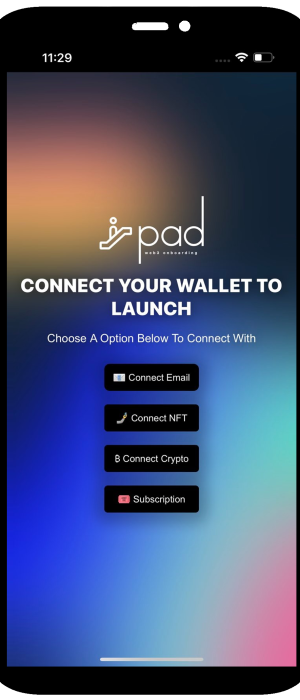 11:29
pad
web3 onboarding
CONNECT YOUR WALLET TO
LAUNCH
Choose A Option Below To Connect With
📧 Connect Email
🤳 Connect NFT
₿ Connect Crypto
🎟️ Subscription